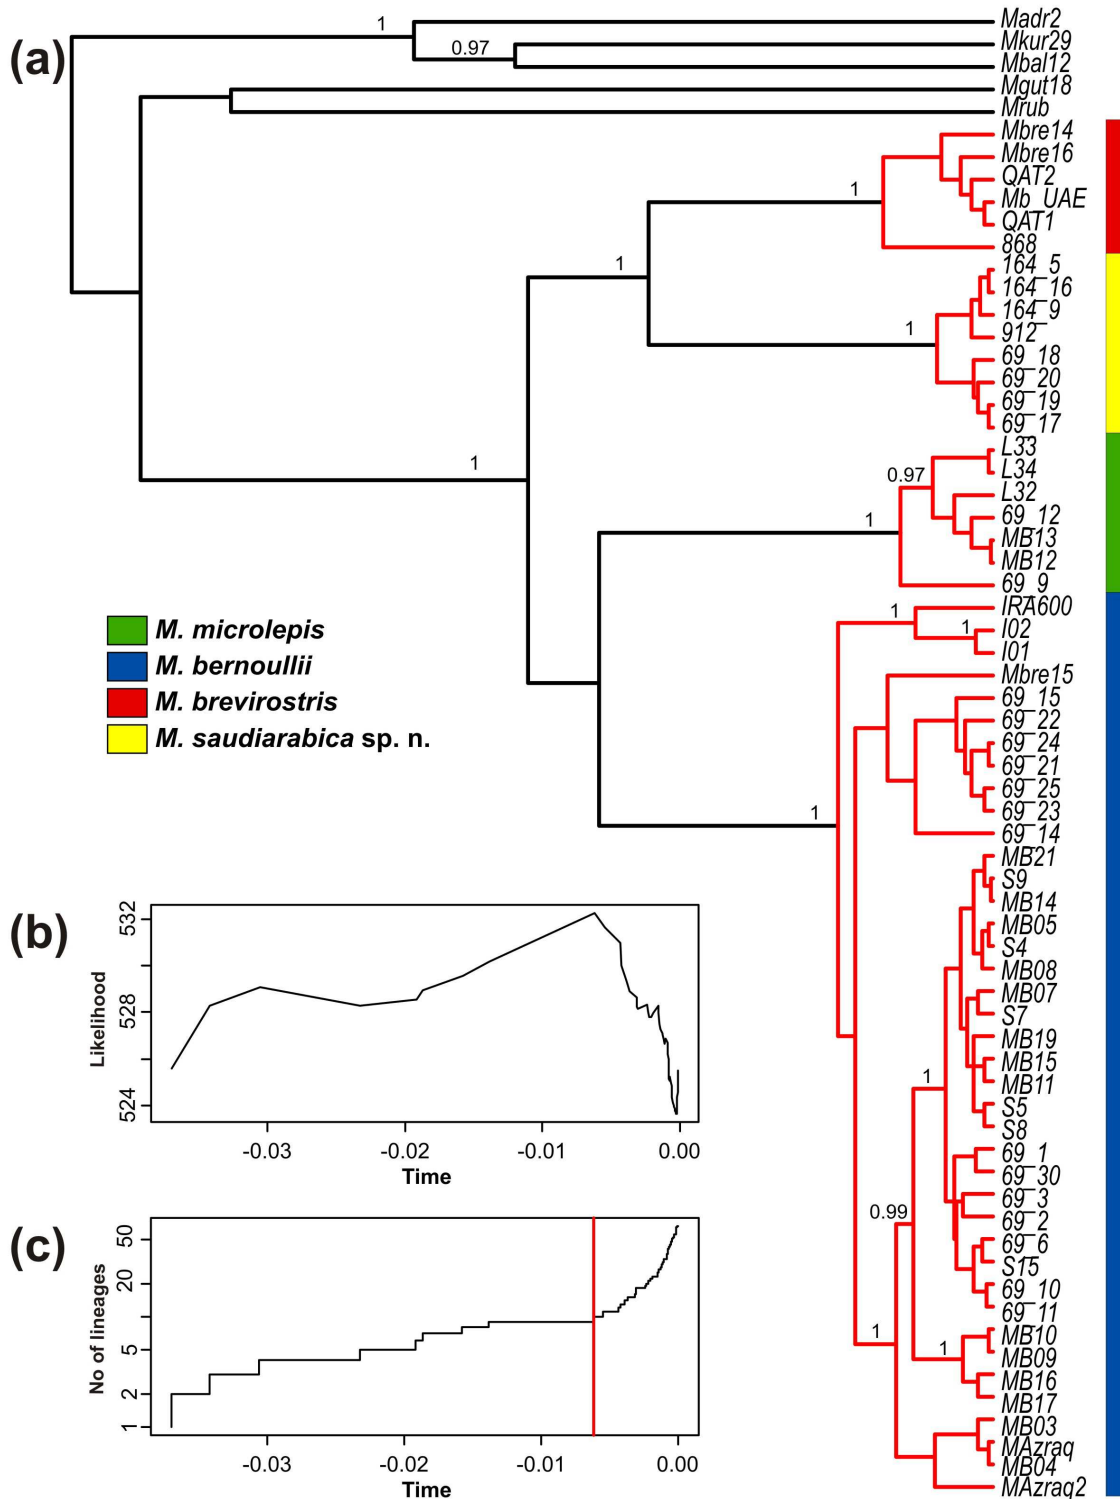 (a)
1
0.97
Madr2
Mkur29
Mbal12
Mgut18
Mrub
Mbre14
Mbre16
QAT2
Mb_UAE
QAT1
868
1
1
164_5
164_16
164_9
912
69_18
69_20
69_19
69_17
1
1
L33
L34
L32
69_12
MB13
MB12
69_9
0.97
1
IRA600
I02
I01
1
1
Mbre15
69_15
69_22
69_24
69_21
69_25
69_23
69_14
1
M. microlepis
M. bernoullii
M. brevirostris
M. saudiarabica sp. n.
MB21
S9
MB14
MB05
S4
MB08
MB07
S7
MB19
MB15
MB11
S5
S8
1
69_1
69_30
69_3
69_2
69_6
S15
69_10
69_11
0.99
MB10
MB09
MB16
MB17
1
1
MB03
MAzraq
MB04
MAzraq2
(b)
Likelihood
532
528
524
-0.03
-0.02
-0.01
0.00
Time
(c)
No of lineages
50
20
5
2
1
-0.03
-0.02
-0.01
0.00
Time